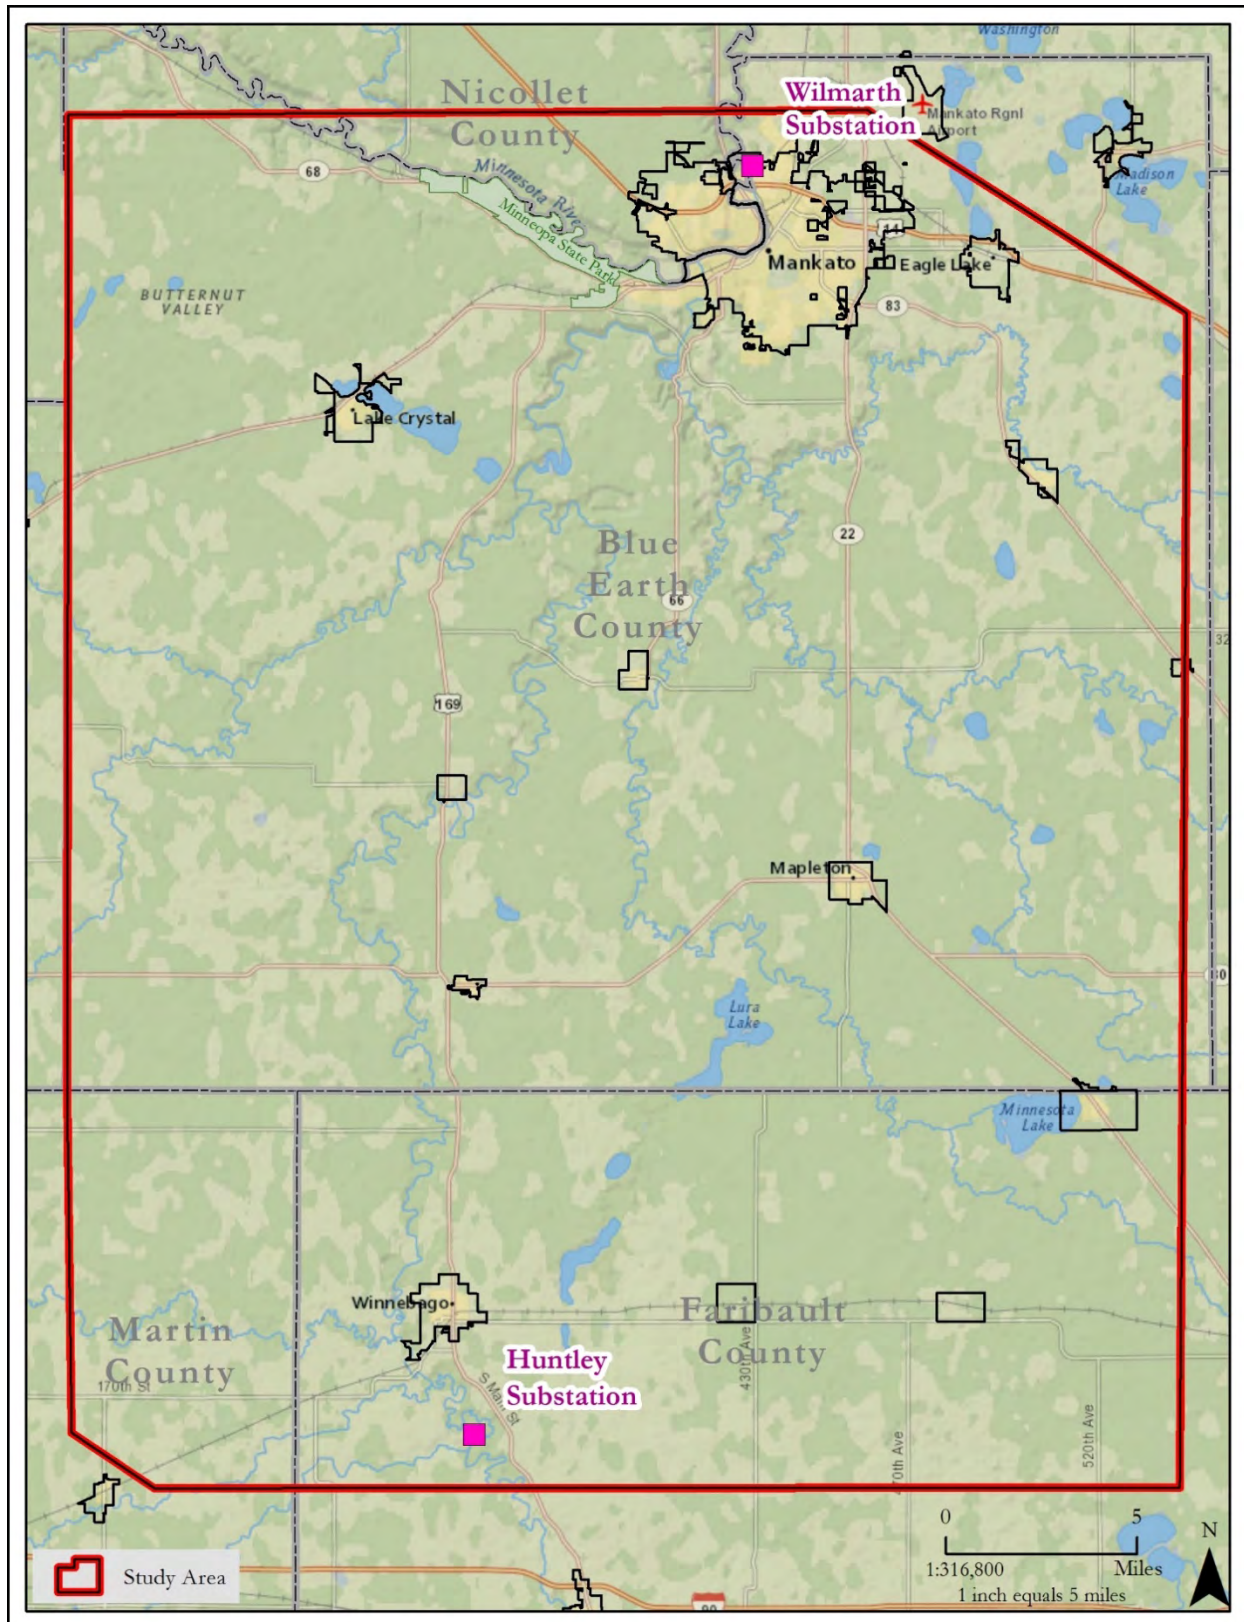 Washington
Nicollet
County
Wilmarth
Substation
Mankato Rgnl
Airport
68
Minnesota River
Minneopa State Park
Madison
Lake
14
Mankato
Eagle Lake
BUTTERNUT
VALLEY
83
Lake Crystal
22
Blue
Earth
County
66
169
Mapleton
30
Lura
Lake
Minnesota
Lake
Winnebago
Martin
County
Faribault
County
170th St
Huntley
Substation
S Main St
430th Ave
470th Ave
520th Ave
0 5
Miles
1:316,800
1 inch equals 5 miles
N
Study Area
90